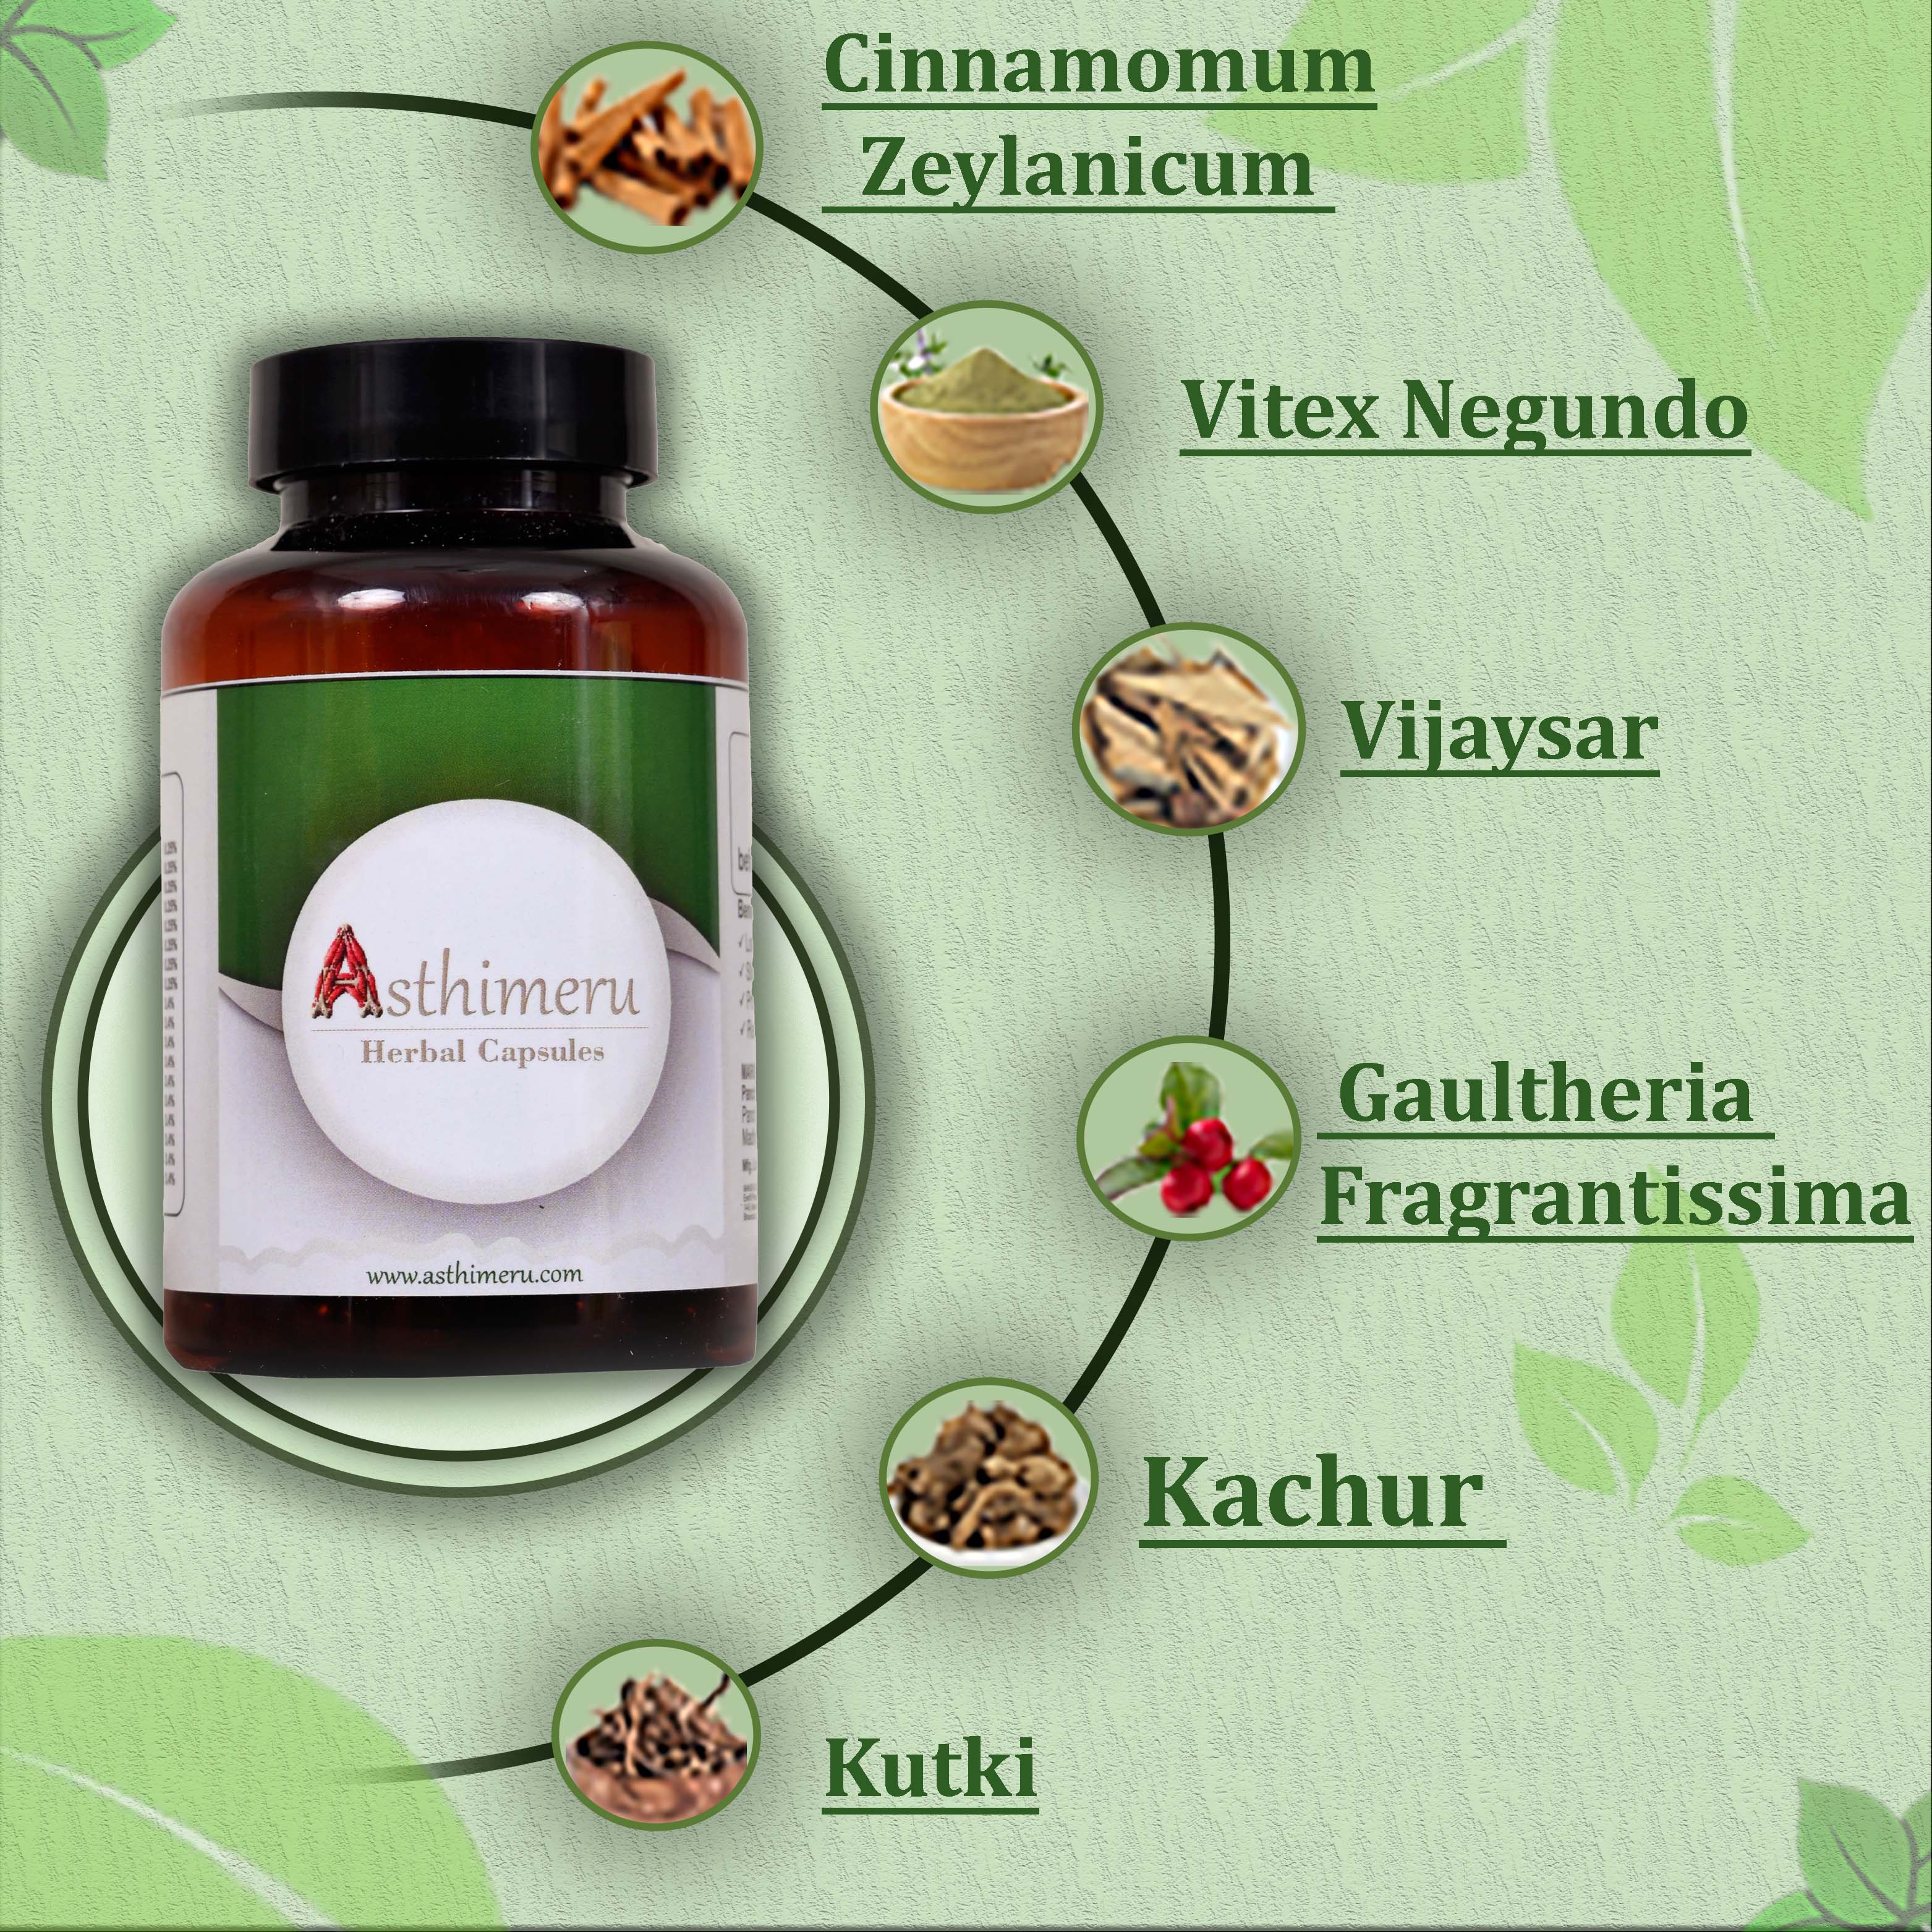 Cinnamomum
Zeylanicum
Vitex Negundo
Vijaysar
Asthimeru
Herbal Capsules
www.asthimeru.com
Gaultheria
Fragrantissima
Kachur
Kutki